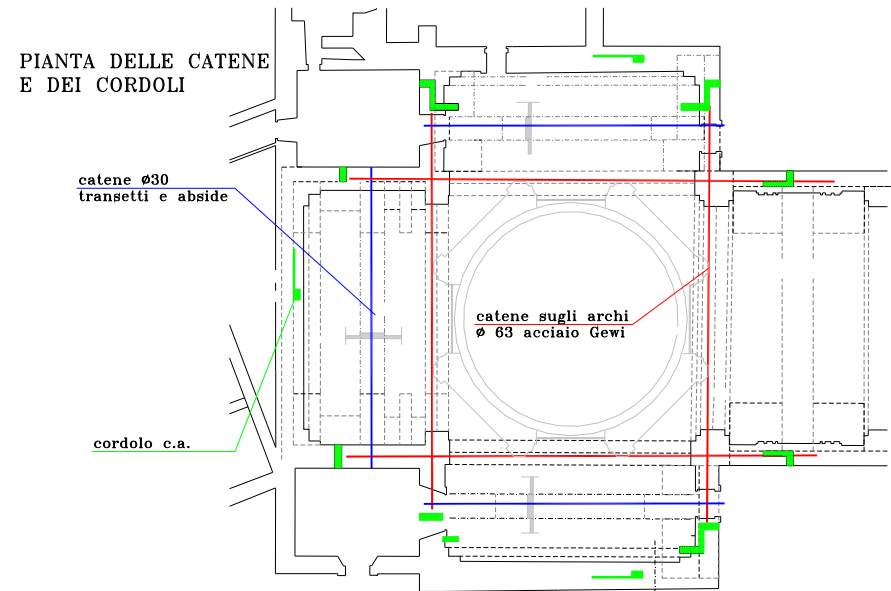 PIANTA DELLE CATENE
E DEI CORDOLI
catene ø30
transetti e abside
catene sugli archi
ø 63 acciaio Gewi
cordolo c.a.